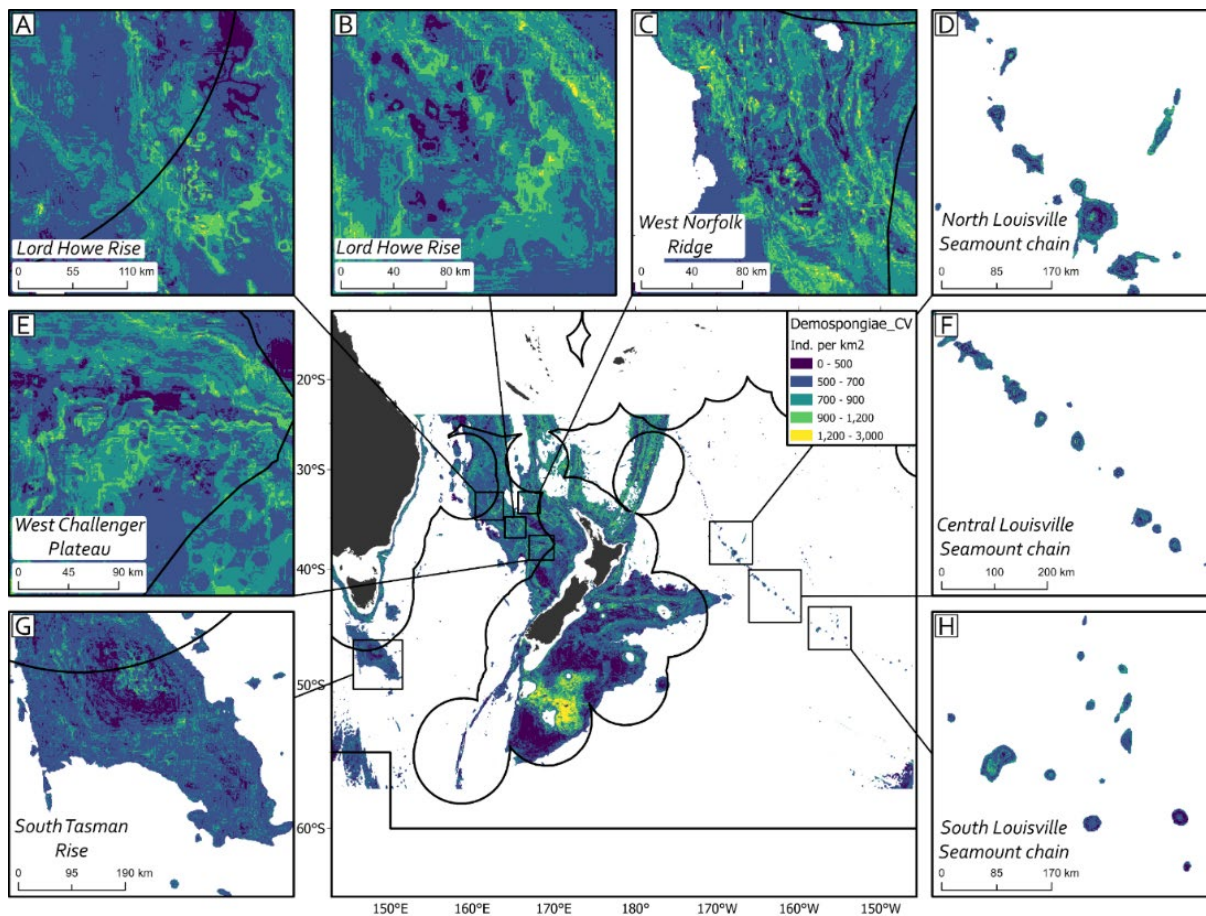 A
Lord Howe Rise
0 55 110 km
B
Lord Howe Rise
0 40 80 km
C
West Norfolk
Ridge
0 40 80 km
D
North Louisville
Seamount chain
0 85 170 km
E
West Challenger
Plateau
0 45 90 km
Demospongiae_CV
Ind. per km2
0 - 500
500 - 700
700 - 900
900 - 1,200
1,200 - 3,000
20°S
30°S
40°S
50°S
60°S
150°E 160°E 170°E 180° 170°W 160°W 150°W
F
Central Louisville
Seamount chain
0 100 200 km
G
South Tasman
Rise
0 95 190 km
H
South Louisville
Seamount chain
0 85 170 km